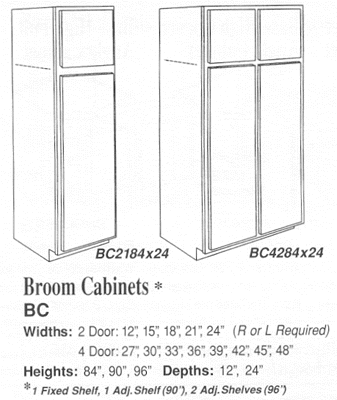 BC2184x24 BC4284x24
Broom Cabinets *
BC
Widths: 2 Door: 12", 15", 18", 21", 24" (R or L Required)
4 Door: 27", 30", 33", 36", 39", 42", 45", 48"
Heights: 84", 90", 96" Depths: 12", 24"
*1 Fixed Shelf, 1 Adj. Shelf (90"), 2 Adj. Shelves (96")